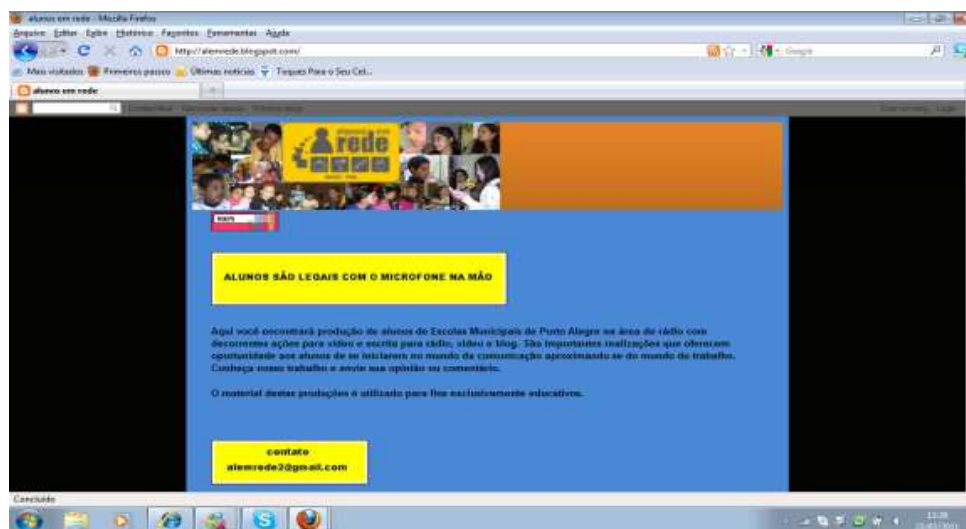 alunos em rede - Mozilla Firefox
Arquivo Editar Exibir Histórico Favoritos Ferramentas Ajuda
http://alemrede.blogspot.com/
Google
Mais visitados Primeiros passos Últimas notícias Toques Para o Seu Cel...
alunos em rede
rede
ALUNOS SÃO LEGAIS COM O MICROFONE NA MÃO
Aqui você encontrará produção de alunos de Escolas Municipais de Porto Alegre na área de rádio com
decorrentes ações para vídeo e escrita para rádio, vídeo e blog. São importantes realizações que oferecem
oportunidade aos alunos de se iniciarem no mundo da comunicação aproximando-se do mundo do trabalho.
Conheça nosso trabalho e envie sua opinião ou comentário.
O material destas produções é utilizado para fins exclusivamente educativos.
contato
alemrede2@gmail.com
Concluído